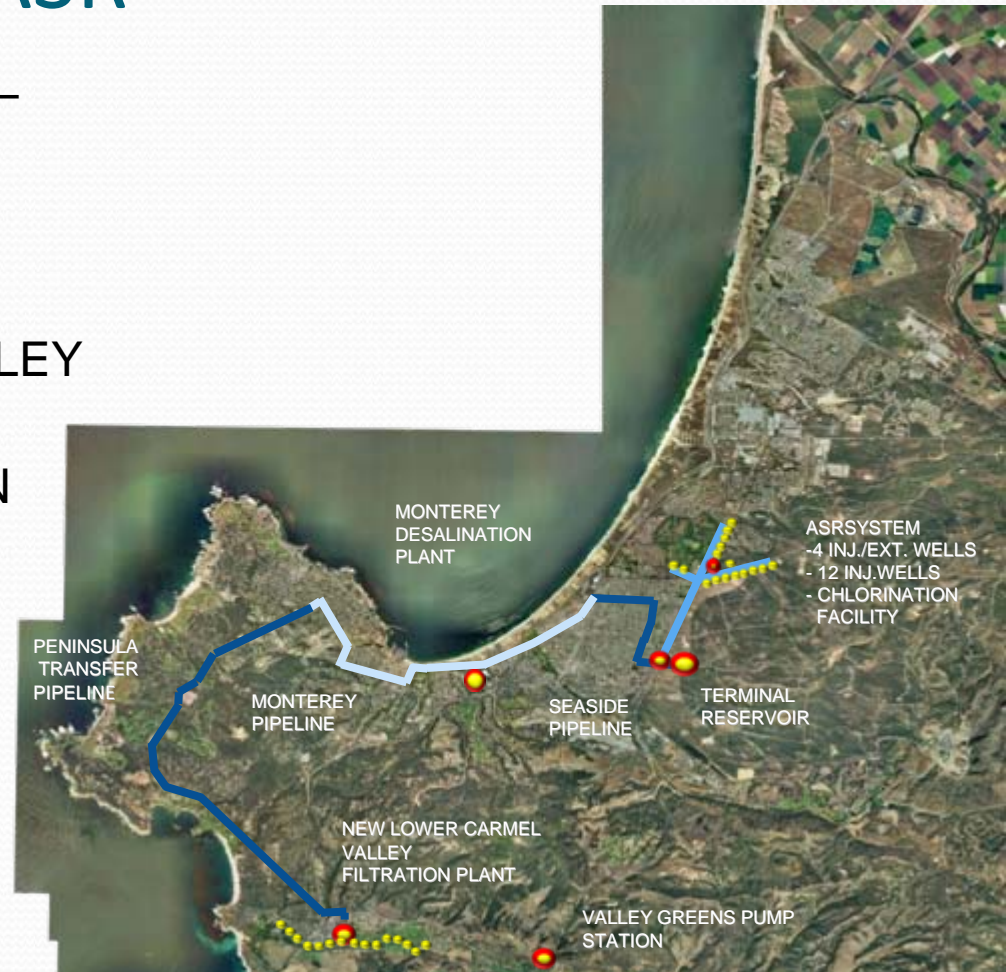 ASR
–
LEY
N
MONTEREY
DESALINATION
PLANT
ASRSYSTEM
-4 INJ./EXT. WELLS
- 12 INJ.WELLS
- CHLORINATION
FACILITY
PENINSULA
TRANSFER
PIPELINE
MONTEREY
PIPELINE
SEASIDE
PIPELINE
TERMINAL
RESERVOIR
NEW LOWER CARMEL
VALLEY
FILTRATION PLANT
VALLEY GREENS PUMP
STATION